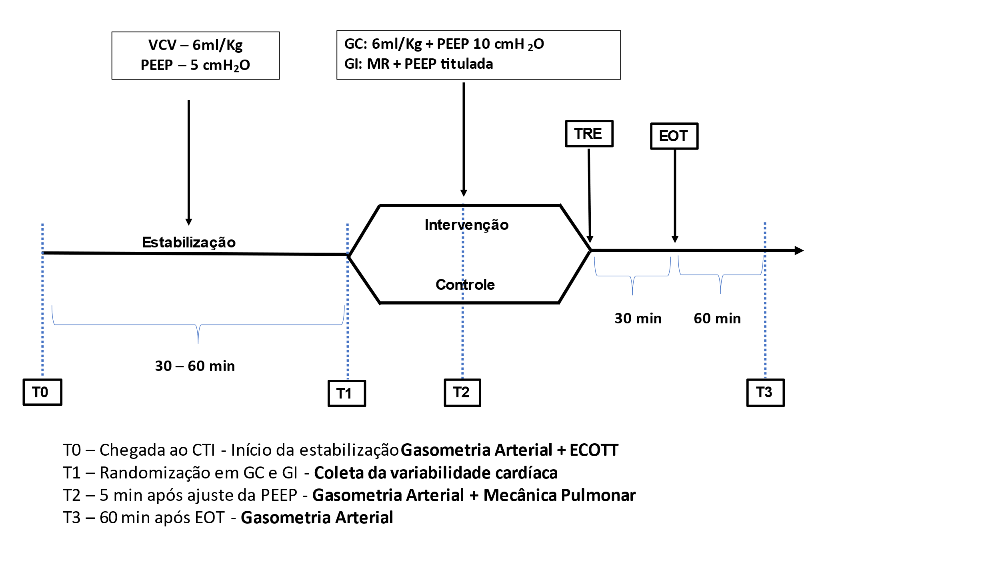 VCV – 6ml/Kg
PEEP – 5 cmH₂O
GC: 6ml/Kg + PEEP 10 cmH ₂O
GI: MR + PEEP titulada
TRE
EOT
Intervenção
Estabilização
Controle
30 min
60 min
30 – 60 min
T0
T1
T2
T3
T0 – Chegada ao CTI - Início da estabilização Gasometria Arterial + ECOTT
T1 – Randomização em GC e GI - Coleta da variabilidade cardíaca
T2 – 5 min após ajuste da PEEP - Gasometria Arterial + Mecânica Pulmonar
T3 – 60 min após EOT - Gasometria Arterial